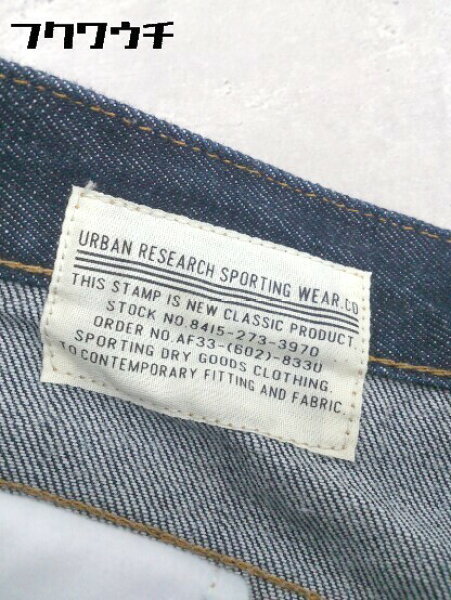 フクワウチ
URBAN RESEARCH SPORTING WEAR.CO
THIS STAMP IS NEW CLASSIC PRODUCT
STOCK NO.8415-273-3970
ORDER NO.AF33-(602)-8330
SPORTING DRY GOODS CLOTHING.
TO CONTEMPORARY FITTING AND FABRIC.